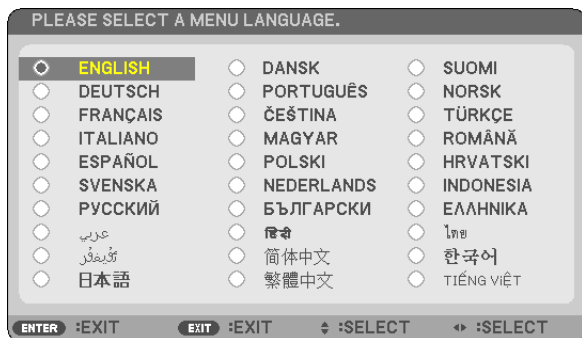 PLEASE SELECT A MENU LANGUAGE.
ENGLISH DANSK SUOMI
DEUTSCH PORTUGUÊS NORSK
FRANÇAIS ČEŠTINA TÜRKÇE
ITALIANO MAGYAR ROMÂNĂ
ESPAÑOL POLSKI HRVATSKI
SVENSKA NEDERLANDS INDONESIA
РУССКИЙ БЪЛГАРСКИ ΕΛΛΗΝΙΚΑ
عربي हिंदी ไทย
简体中文 한국어
日本語 繁體中文 TIẾNG VIỆT
ENTER :EXIT EXIT :EXIT :SELECT :SELECT